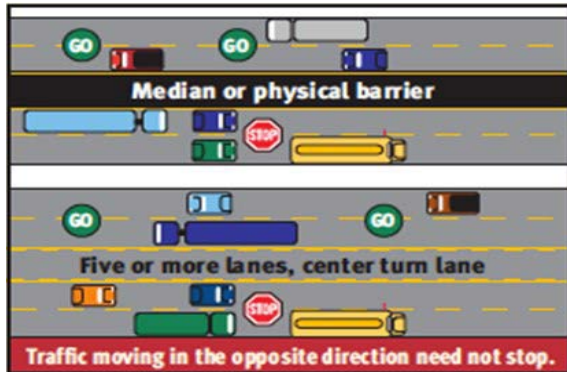 GO GO
Median or physical barrier
STOP
GO GO
Five or more lanes, center turn lane
STOP
Traffic moving in the opposite direction need not stop.